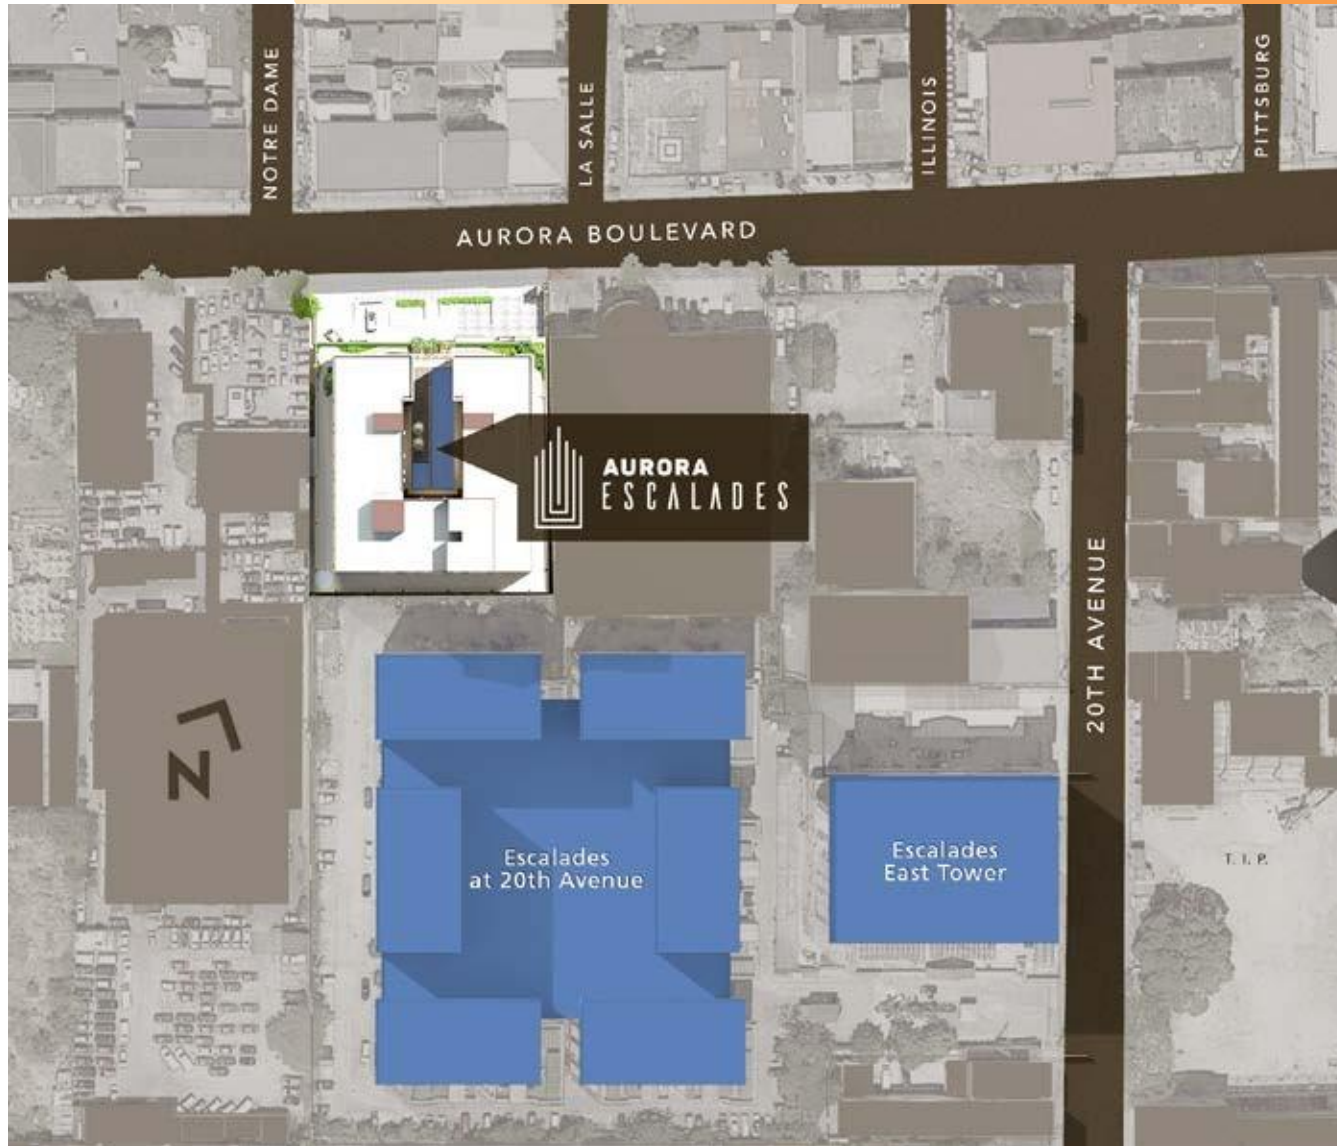 NOTRE DAME
LA SALLE
ILLINOIS
PITTSBURG
AURORA BOULEVARD
AURORA
ESCALADES
20TH AVENUE
N
Escalades
at 20th Avenue
Escalades
East Tower
T. I. P.